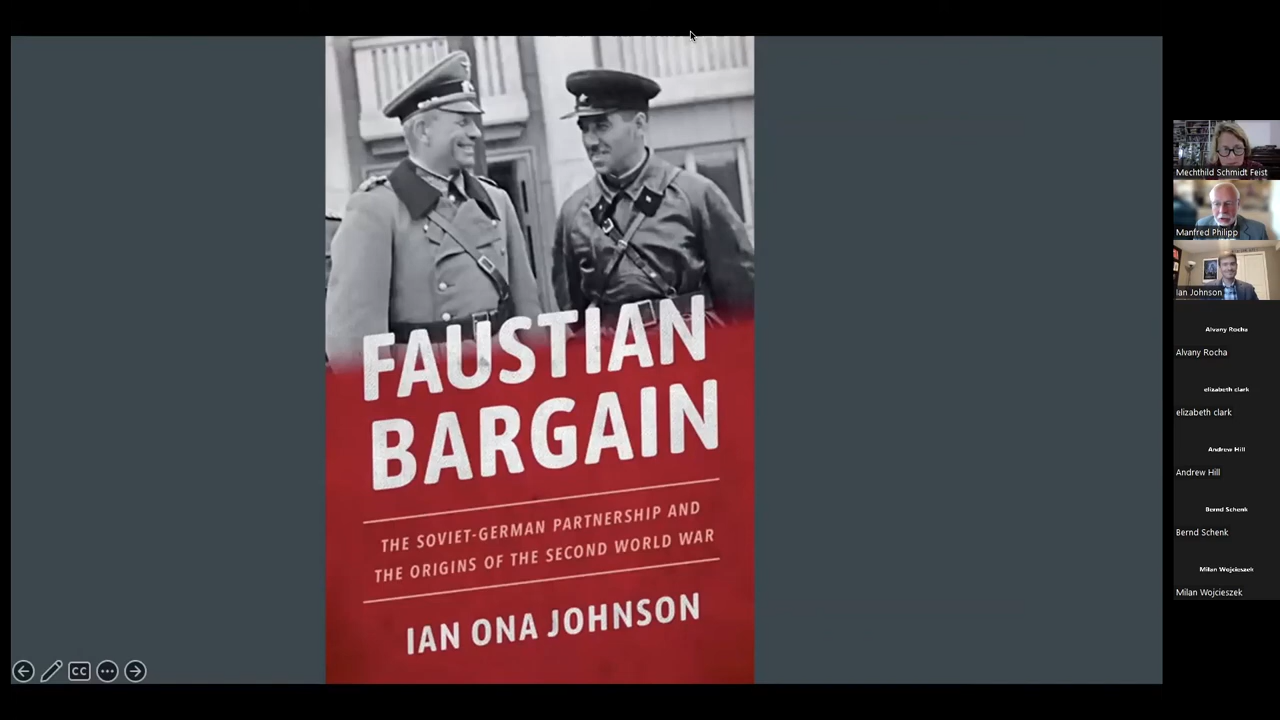 FAUSTIAN
BARGAIN
THE SOVIET-GERMAN PARTNERSHIP AND
THE ORIGINS OF THE SECOND WORLD WAR
IAN ONA JOHNSON
CC
Mechthild Schmidt Feist
Manfred Philipp
Ian Johnson
Alvany Rocha
Alvany Rocha
elizabeth clark
elizabeth clark
Andrew Hill
Andrew Hill
Bernd Schenk
Bernd Schenk
Milan Wojcieszek
Milan Wojcieszek